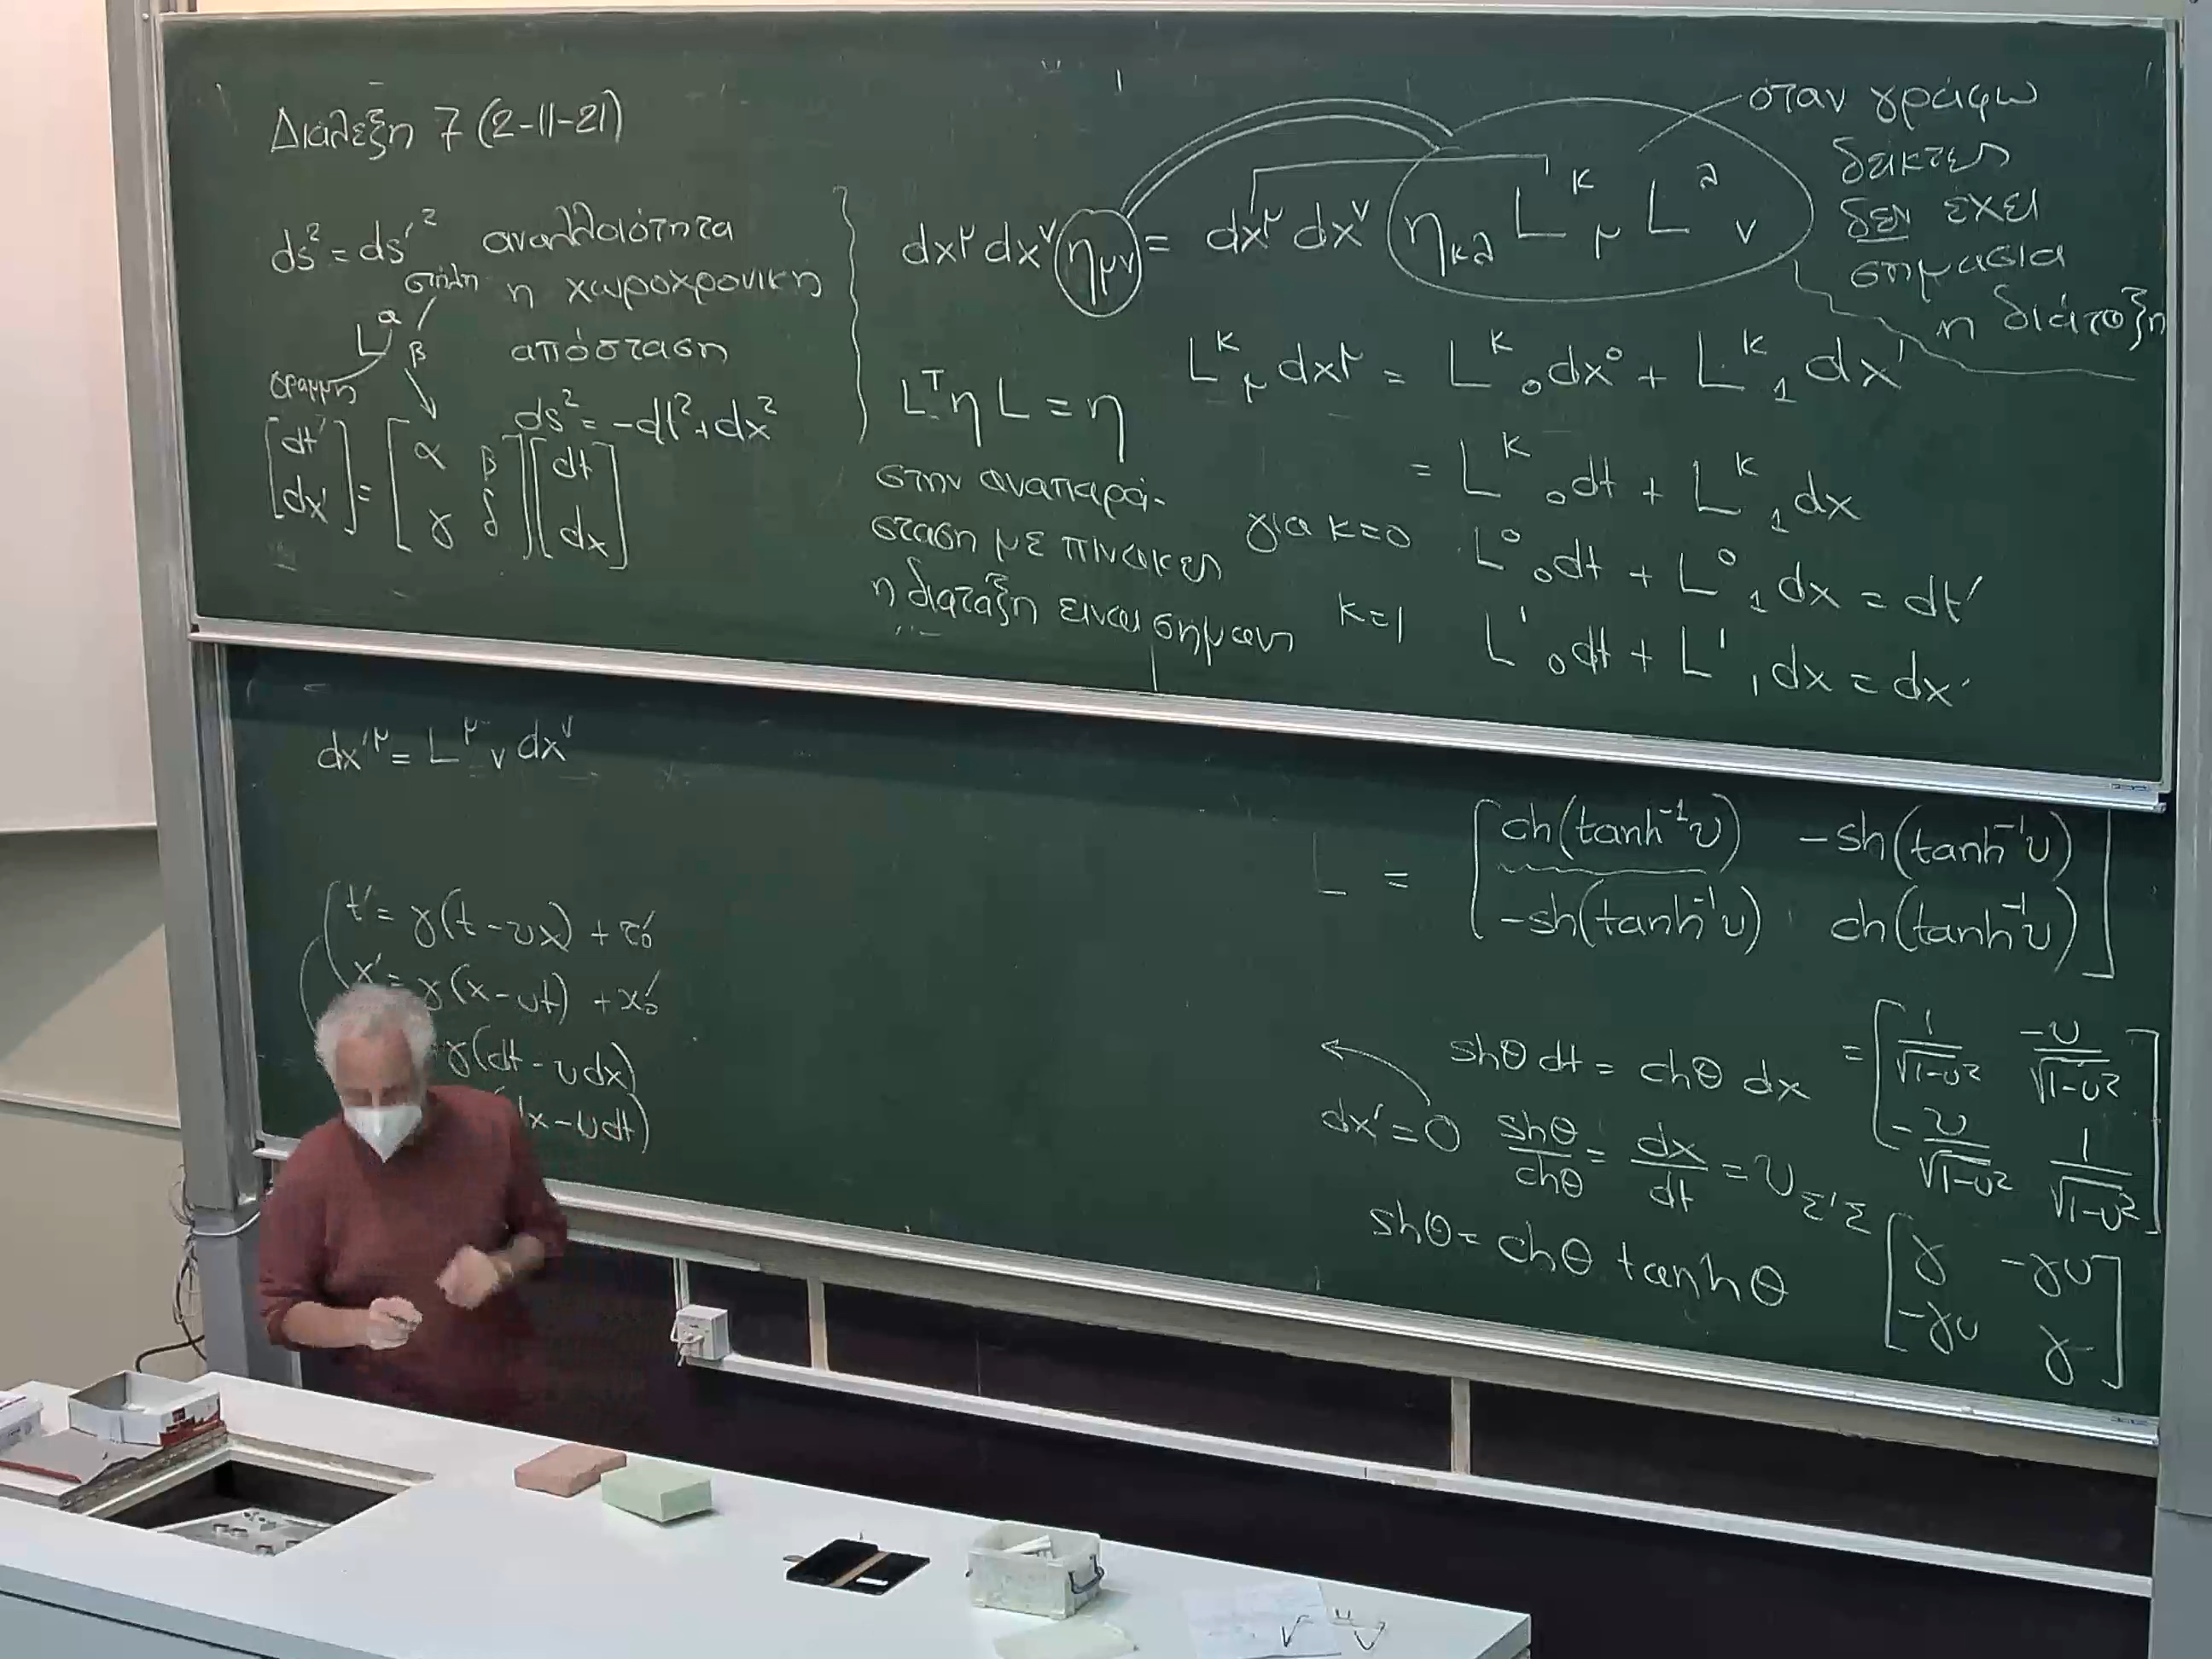 Διάλεξη 7 (2-11-21)
ds² = ds'² αναλλοιότητα
στήλη η χωροχρονική
L^α_β απόσταση
γραμμή
ds² = -dt² + dx²
[dt' dx'] = [α β γ δ] [dt dx]
dx^μ dx^ν η_μν = dx^μ dx^ν η_κλ L^κ_μ L^λ_ν
όταν γράφω
δείκτες
δεν έχει
σημασία
η διάταξη
L^κ_μ dx^μ = L^κ_0 dx^0 + L^κ_1 dx^1
L^T η L = η
= L^κ_0 dt + L^κ_1 dx
στην αναπαρά-
σταση με πίνακες
η διάταξη είναι σημαν
για κ=0 L^0_0 dt + L^0_1 dx = dt'
κ=1 L^1_0 dt + L^1_1 dx = dx'
dx'^μ = L^μ_ν dx^ν
t' = γ(t - υx) + t'_0
x' = γ(x - υt) + x'_0
γ(dt - υdx)
dx - υdt)
L = [ch(tanh⁻¹υ) -sh(tanh⁻¹υ)
-sh(tanh⁻¹υ) ch(tanh⁻¹υ)]
shθ dt = chθ dx
dx' = 0 shθ/chθ = dx/dt = υ_Σ'Σ
shθ = chθ tanhθ
= [1/√1-υ² -υ/√1-υ²
-υ/√1-υ² 1/√1-υ²]
[γ -γυ
-γυ γ]